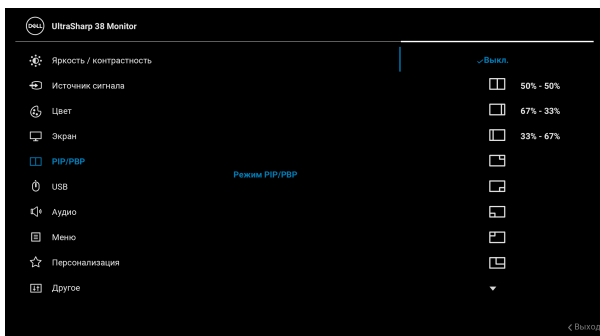 DELL UltraSharp 38 Monitor
Яркость / контрастность
✓Выкл.
Источник сигнала
50% - 50%
Цвет
67% - 33%
Экран
33% - 67%
PIP/PBP
Режим PIP/PBP
USB
Аудио
Меню
Персонализация
Другое
Выход